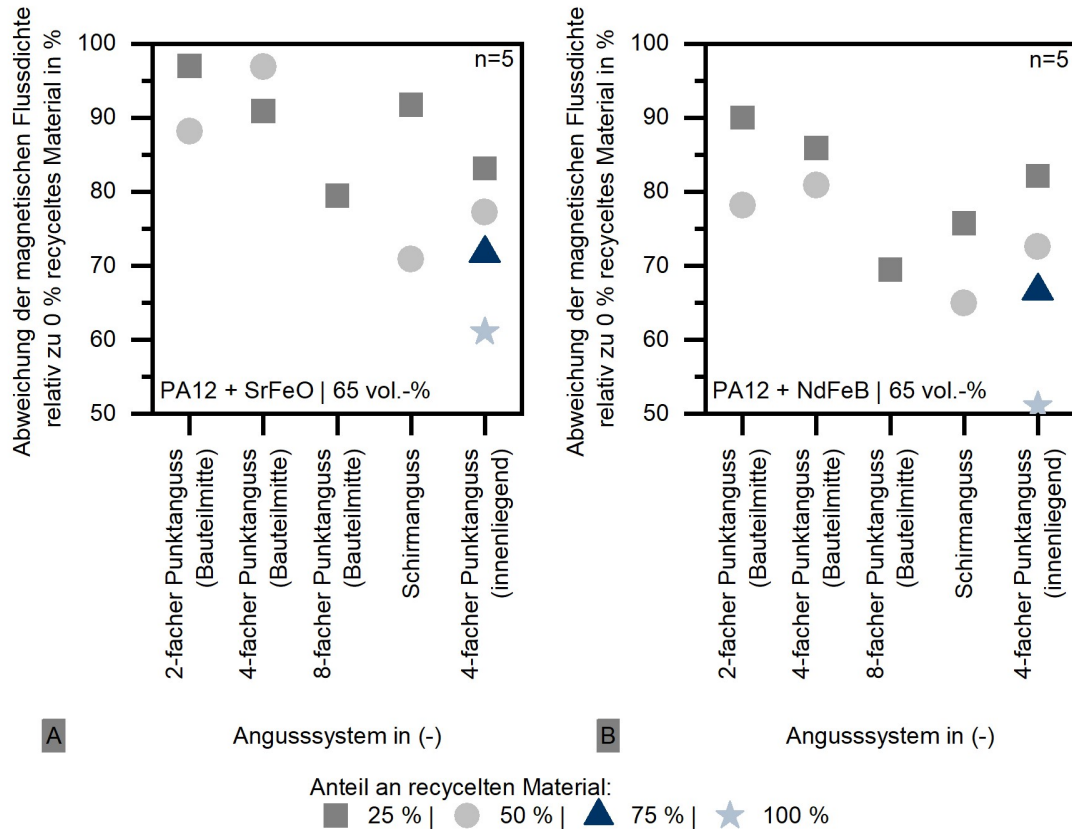 Abweichung der magnetischen Flussdichte
relativ zu 0 % recyceltes Material in %
100
90
80
70
60
50
n=5
PA12 + SrFeO | 65 vol.-%
2-facher Punktanguss
(Bauteilmitte)
4-facher Punktanguss
(Bauteilmitte)
8-facher Punktanguss
(Bauteilmitte)
Schirmanguss
4-facher Punktanguss
(innenliegend)
A
Angusssystem in (-)
Abweichung der magnetischen Flussdichte
relativ zu 0 % recyceltes Material in %
100
90
80
70
60
50
n=5
PA12 + NdFeB | 65 vol.-%
2-facher Punktanguss
(Bauteilmitte)
4-facher Punktanguss
(Bauteilmitte)
8-facher Punktanguss
(Bauteilmitte)
Schirmanguss
4-facher Punktanguss
(innenliegend)
B
Angusssystem in (-)
Anteil an recycelten Material:
25 % | 50 % | 75 % | 100 %